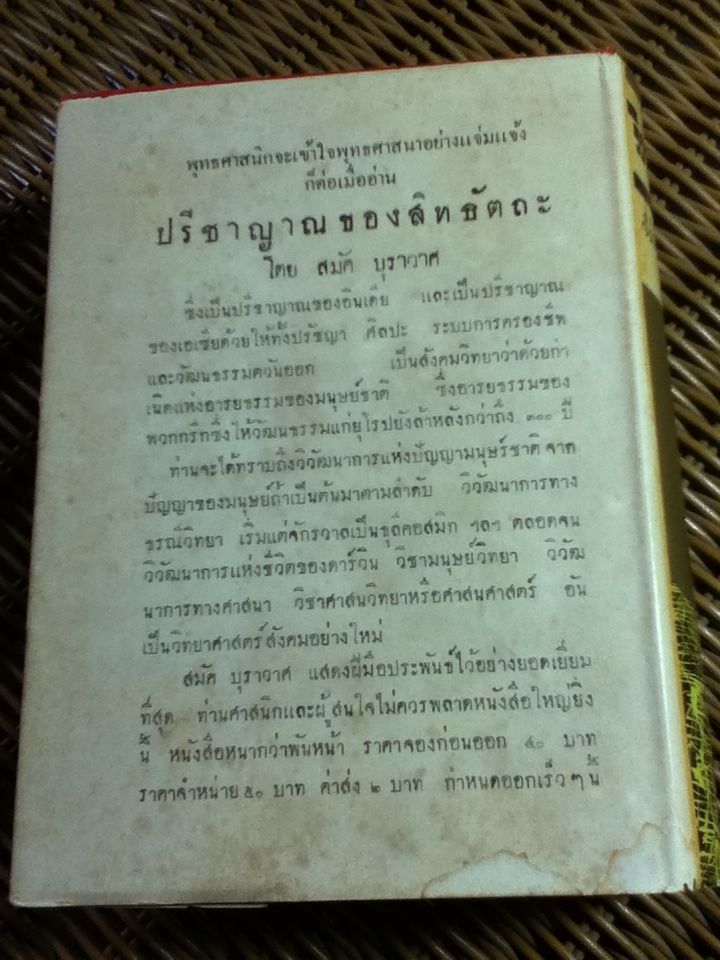 พุทธศาสนิกจะเข้าใจพุทธศาสนาอย่างแจ่มแจ้ง
ก็ต่อเมื่ออ่าน
ปรีชาญาณของสิทธัตถะ
โดย สมัค บุราวาศ
ซึ่งเป็นปรีชาญาณของอินเดีย และเป็นปรีชาญาณ
ของเอเซียด้วยให้ทั้งปรัชญา ศิลปะ ระบบการครองชีพ
และวัฒนธรรมตวันออก เป็นสังคมวิทยาว่าด้วยกำ
เนิดแห่งอารยธรรมของมนุษย์ชาติ ซึ่งอารยธรรมของ
พวกกรีกซึ่งให้วัฒนธรรมแก่ยุโรปยังล้าหลังกว่าถึง ๓๐๐ ปี
ท่านจะได้ทราบถึงวิวัฒนาการแห่งปัญญามนุษร์ชาติ จาก
ปัญญาของมนุษย์ถ้ำเป็นต้นมาตามลำดับ วิวัฒนาการทาง
ธรณีวิทยา เริ่มแต่จักรวาลเป็นธุลีคอสมิก ฯลฯ ตลอดจน
วิวัฒนาการแห่งชีวิตของดาร์วิน วิชามนุษย์วิทยา วิวัฒ
นาการทางศาสนา วิชาศาสนวิทยาหรือศาสนศาสตร์ อัน
เป็นวิทยาศาสตร์สังคมอย่างใหม่
สมัค บุราวาศ แสดงฝีมือประพันธ์ไว้อย่างยอดเยี่ยม
ที่สุด ท่านศาสนิกและผู้สนใจไม่ควรพลาดหนังสือใหญ่ยิ่ง
นี้ หนังสือหนากว่าพันหน้า ราคาจองก่อนออก ๔๐ บาท
ราคาจำหน่าย ๕๐ บาท ค่าส่ง ๒ บาท กำหนดออกเร็วๆ นี้